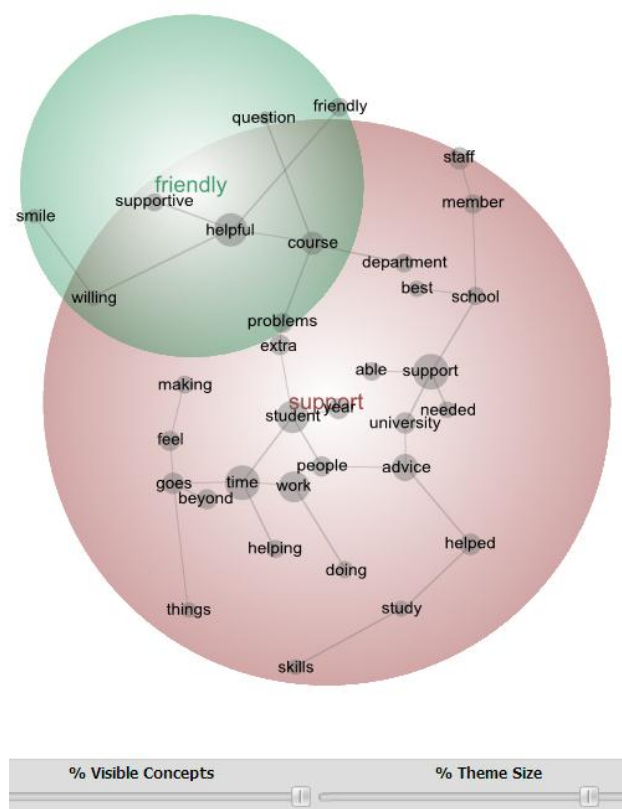 friendly
question
staff
friendly
supportive
member
smile
helpful
course
department
best
school
willing
problems
extra
able
support
making
support
year
needed
student
university
feel
people
advice
goes
time
work
beyond
helping
helped
doing
things
study
skills
% Visible Concepts
% Theme Size